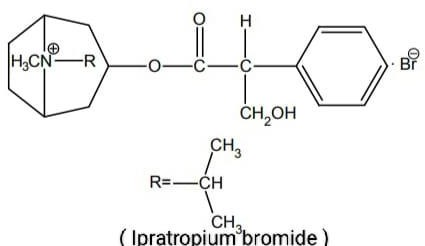 O H
H₃CN⊕—R —O—C—C— · Br⊖
CH₂OH
CH₃
R=—CH
CH₃
( Ipratropium bromide )